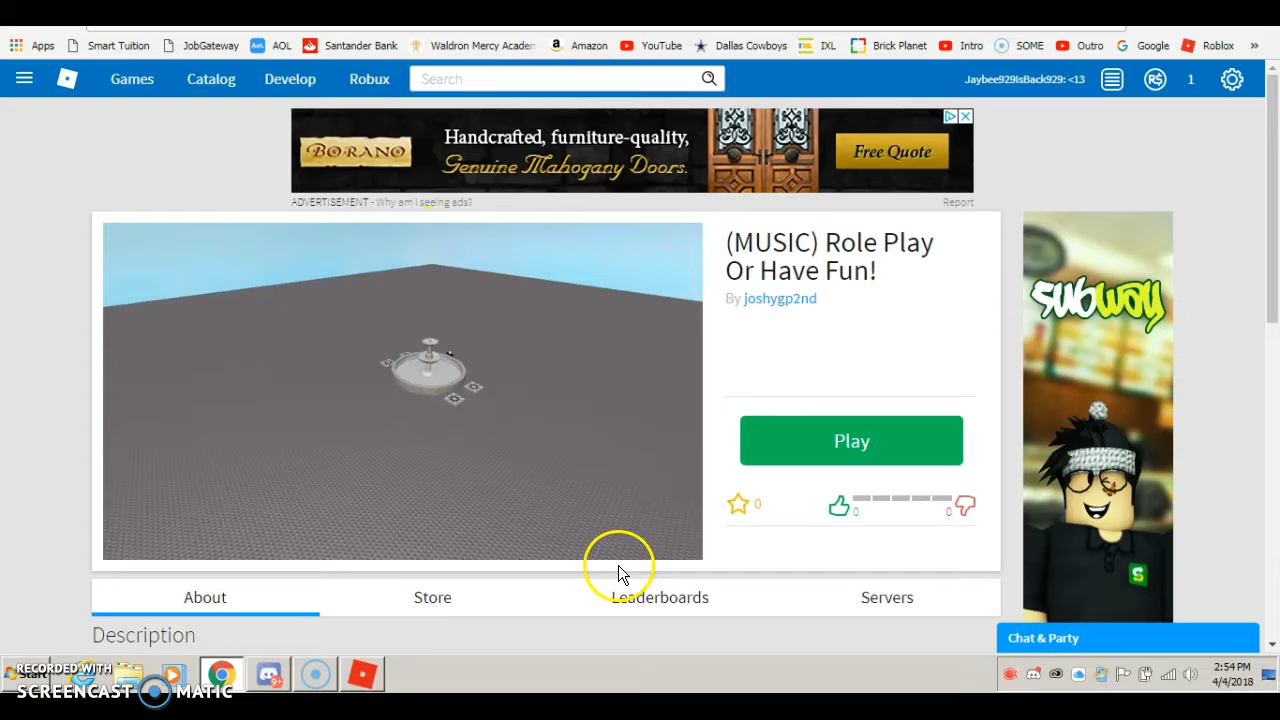 Apps Smart Tuition JobGateway AOL Santander Bank Waldron Mercy Academ Amazon YouTube Dallas Cowboys IXL Brick Planet Intro SOME Outro Google Roblox »
Games Catalog Develop Robux Search Jaybee929IsBack929: <13 R$ 1
BORANO
Handcrafted, furniture-quality,
Genuine Mahogany Doors.
Free Quote
ADVERTISEMENT - Why am I seeing ads?
Report
(MUSIC) Role Play
Or Have Fun!
By joshygp2nd
Play
0
0
0
SUBWAY
S
About Store Leaderboards Servers
Description
Chat & Party
Start
9+
2:54 PM
4/4/2018
RECORDED WITH
SCREENCAST MATIC